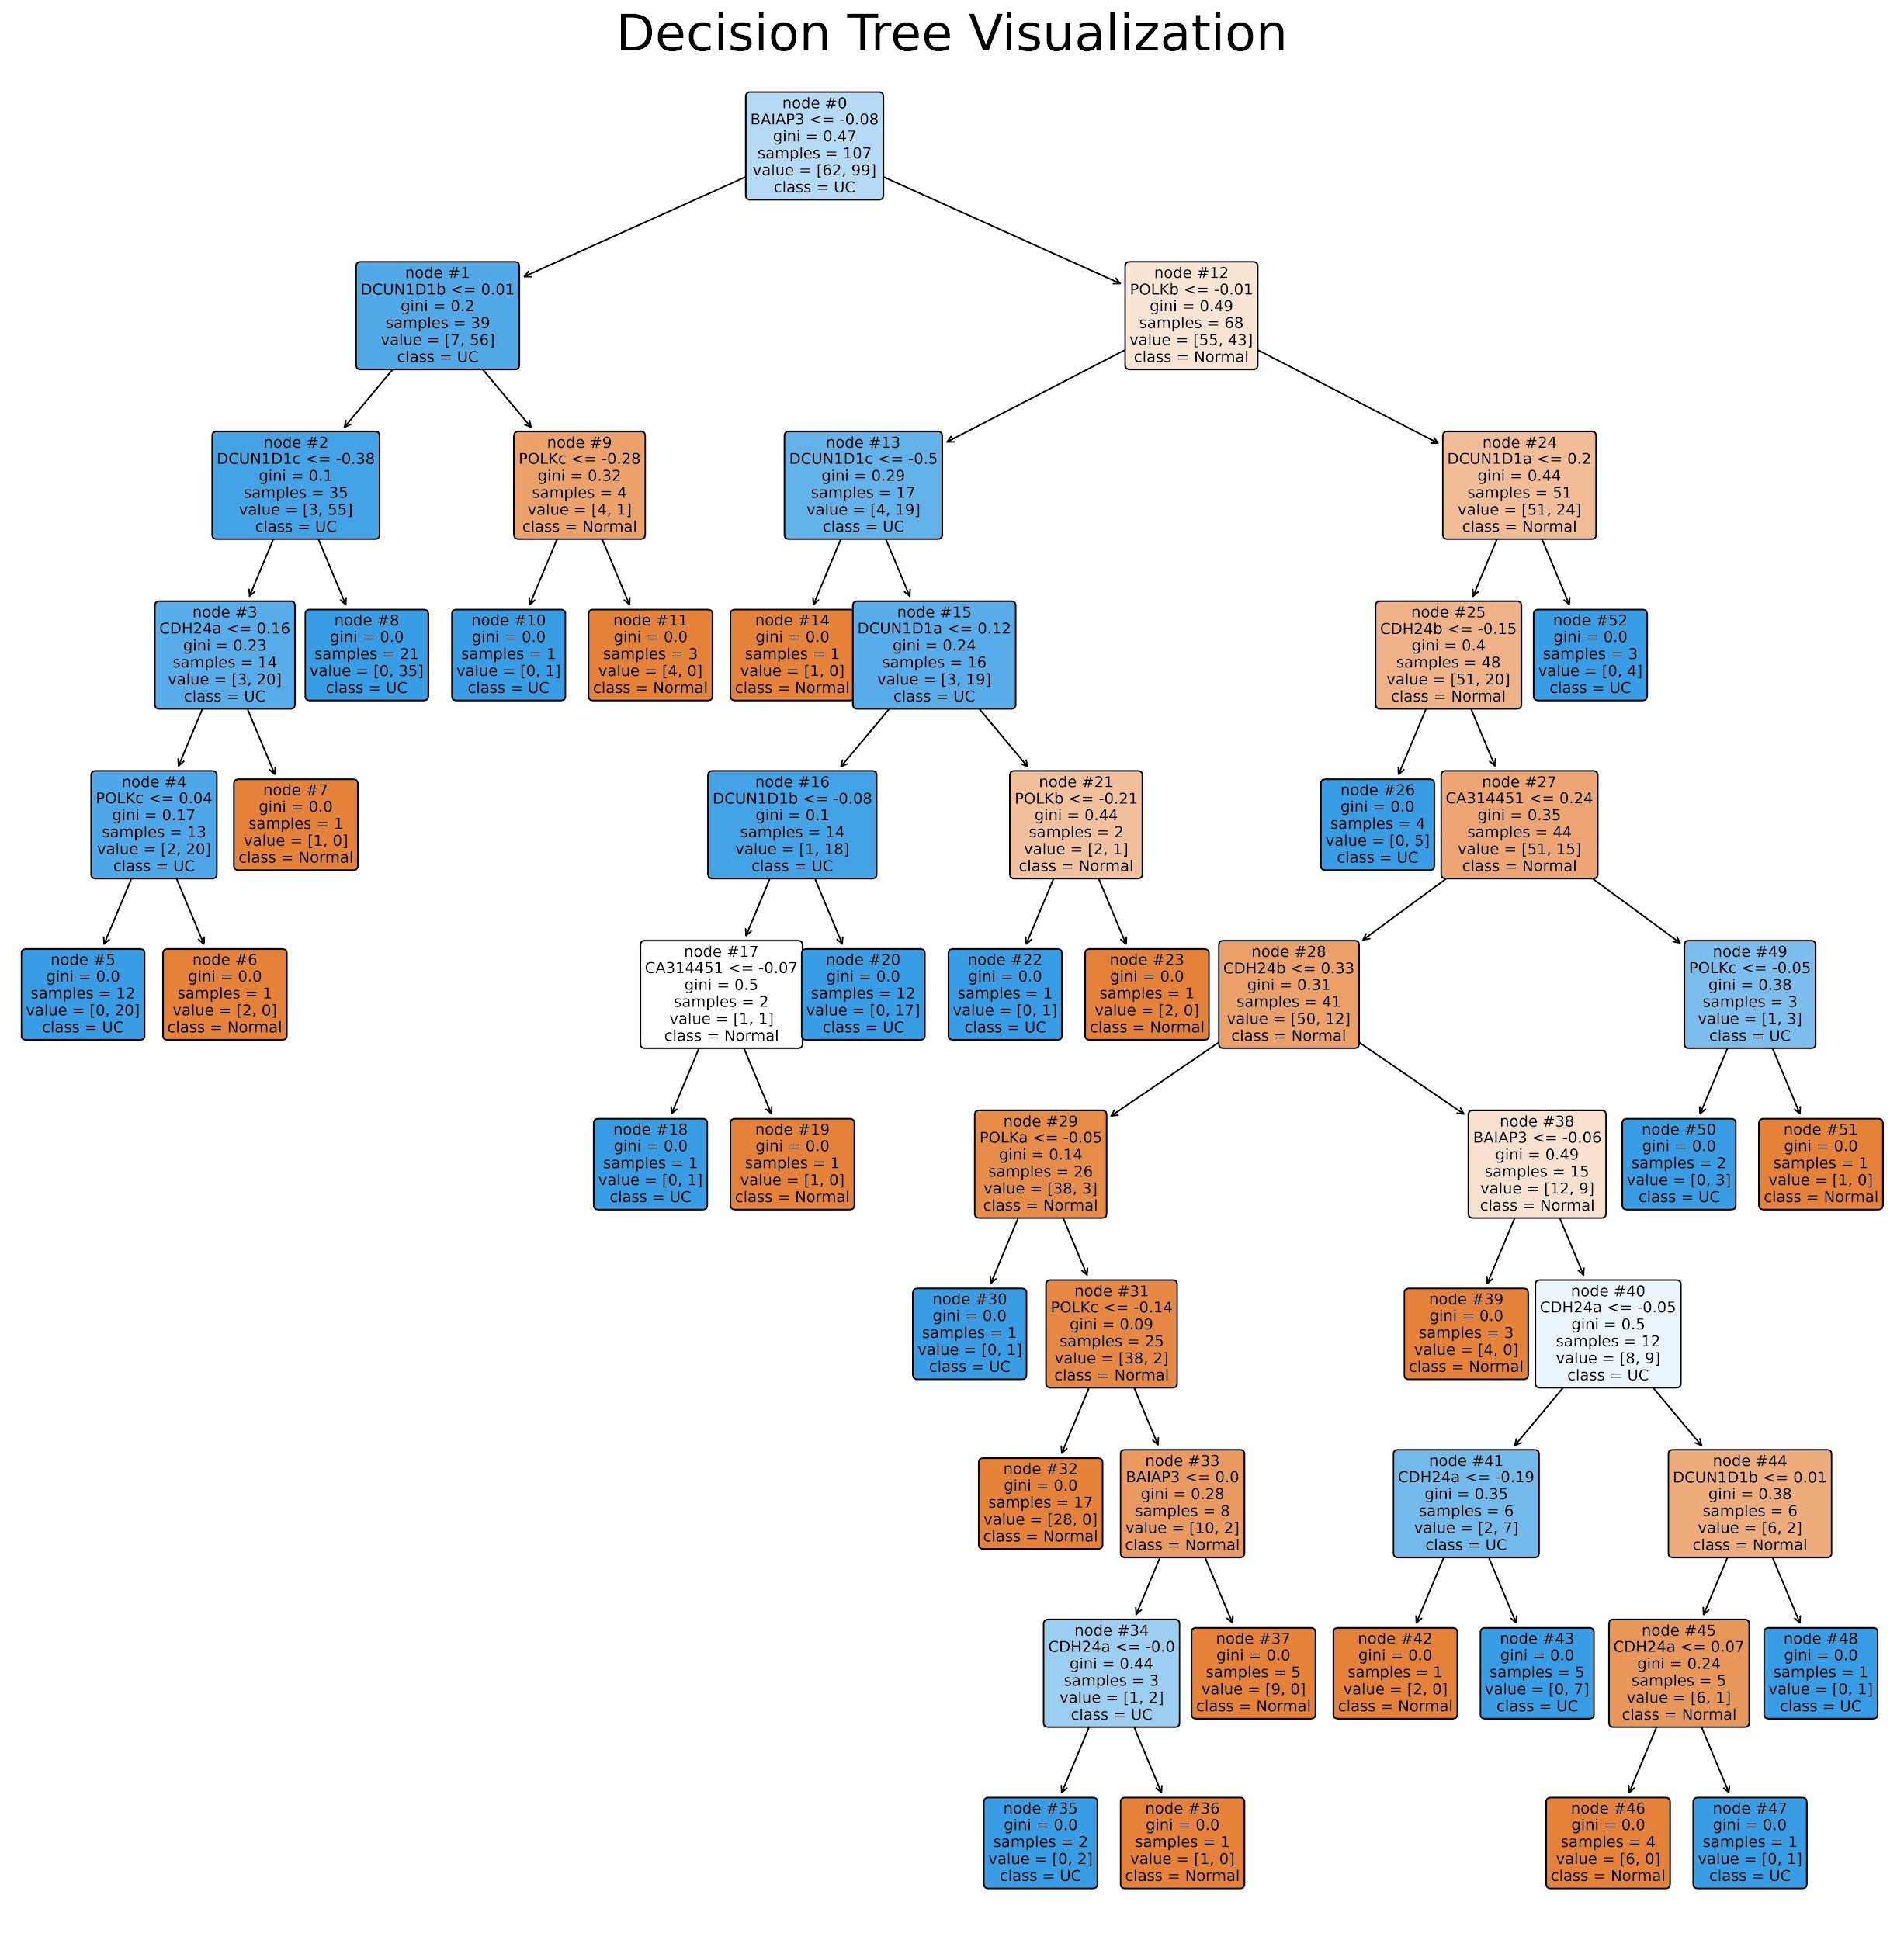 Decision Tree Visualization
node #0
BAIAP3 <= -0.08
gini = 0.47
samples = 107
value = [62, 99]
class = UC
node #1
DCUN1D1b <= 0.01
gini = 0.2
samples = 39
value = [7, 56]
class = UC
node #12
POLKb <= -0.01
gini = 0.49
samples = 68
value = [55, 43]
class = Normal
node #2
DCUN1D1c <= -0.38
gini = 0.1
samples = 35
value = [3, 55]
class = UC
node #9
POLKc <= -0.28
gini = 0.32
samples = 4
value = [4, 1]
class = Normal
node #13
DCUN1D1c <= -0.5
gini = 0.29
samples = 17
value = [4, 19]
class = UC
node #24
DCUN1D1a <= 0.2
gini = 0.44
samples = 51
value = [51, 24]
class = Normal
node #3
CDH24a <= 0.16
gini = 0.23
samples = 14
value = [3, 20]
class = UC
node #8
gini = 0.0
samples = 21
value = [0, 35]
class = UC
node #10
gini = 0.0
samples = 1
value = [0, 1]
class = UC
node #11
gini = 0.0
samples = 3
value = [4, 0]
class = Normal
node #14
gini = 0.0
samples = 1
value = [1, 0]
class = Normal
node #15
DCUN1D1a <= 0.12
gini = 0.24
samples = 16
value = [3, 19]
class = UC
node #25
CDH24b <= -0.15
gini = 0.4
samples = 48
value = [51, 20]
class = Normal
node #52
gini = 0.0
samples = 3
value = [0, 4]
class = UC
node #4
POLKc <= 0.04
gini = 0.17
samples = 13
value = [2, 20]
class = UC
node #7
gini = 0.0
samples = 1
value = [1, 0]
class = Normal
node #16
DCUN1D1b <= -0.08
gini = 0.1
samples = 14
value = [1, 18]
class = UC
node #21
POLKb <= -0.21
gini = 0.44
samples = 2
value = [2, 1]
class = Normal
node #26
gini = 0.0
samples = 4
value = [0, 5]
class = UC
node #27
CA314451 <= 0.24
gini = 0.35
samples = 44
value = [51, 15]
class = Normal
node #5
gini = 0.0
samples = 12
value = [0, 20]
class = UC
node #6
gini = 0.0
samples = 1
value = [2, 0]
class = Normal
node #17
CA314451 <= -0.07
gini = 0.5
samples = 2
value = [1, 1]
class = Normal
node #20
gini = 0.0
samples = 12
value = [0, 17]
class = UC
node #22
gini = 0.0
samples = 1
value = [0, 1]
class = UC
node #23
gini = 0.0
samples = 1
value = [2, 0]
class = Normal
node #28
CDH24b <= 0.33
gini = 0.31
samples = 41
value = [50, 12]
class = Normal
node #49
POLKc <= -0.05
gini = 0.38
samples = 3
value = [1, 3]
class = UC
node #18
gini = 0.0
samples = 1
value = [0, 1]
class = UC
node #19
gini = 0.0
samples = 1
value = [1, 0]
class = Normal
node #29
POLKa <= -0.05
gini = 0.14
samples = 26
value = [38, 3]
class = Normal
node #38
BAIAP3 <= -0.06
gini = 0.49
samples = 15
value = [12, 9]
class = Normal
node #50
gini = 0.0
samples = 2
value = [0, 3]
class = UC
node #51
gini = 0.0
samples = 1
value = [1, 0]
class = Normal
node #30
gini = 0.0
samples = 1
value = [0, 1]
class = UC
node #31
POLKc <= -0.14
gini = 0.09
samples = 25
value = [38, 2]
class = Normal
node #39
gini = 0.0
samples = 3
value = [4, 0]
class = Normal
node #40
CDH24a <= -0.05
gini = 0.5
samples = 12
value = [8, 9]
class = UC
node #32
gini = 0.0
samples = 17
value = [28, 0]
class = Normal
node #33
BAIAP3 <= 0.0
gini = 0.28
samples = 8
value = [10, 2]
class = Normal
node #41
CDH24a <= -0.19
gini = 0.35
samples = 6
value = [2, 7]
class = UC
node #44
DCUN1D1b <= 0.01
gini = 0.38
samples = 6
value = [6, 2]
class = Normal
node #34
CDH24a <= -0.0
gini = 0.44
samples = 3
value = [1, 2]
class = UC
node #37
gini = 0.0
samples = 5
value = [9, 0]
class = Normal
node #42
gini = 0.0
samples = 1
value = [2, 0]
class = Normal
node #43
gini = 0.0
samples = 5
value = [0, 7]
class = UC
node #45
CDH24a <= 0.07
gini = 0.24
samples = 5
value = [6, 1]
class = Normal
node #48
gini = 0.0
samples = 1
value = [0, 1]
class = UC
node #35
gini = 0.0
samples = 2
value = [0, 2]
class = UC
node #36
gini = 0.0
samples = 1
value = [1, 0]
class = Normal
node #46
gini = 0.0
samples = 4
value = [6, 0]
class = Normal
node #47
gini = 0.0
samples = 1
value = [0, 1]
class = UC